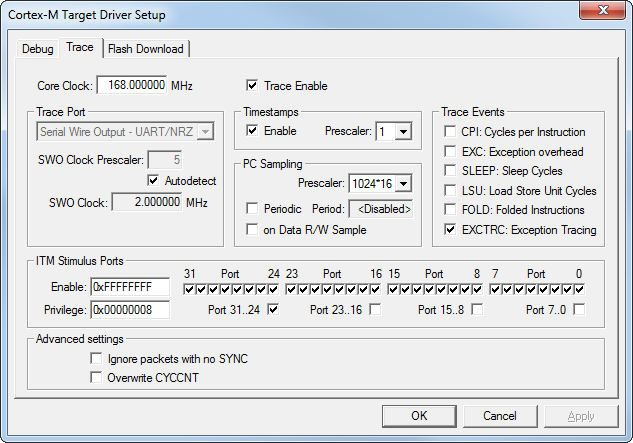 Cortex-M Target Driver Setup
Debug Trace Flash Download
Core Clock: 168.000000 MHz Trace Enable
Trace Port Timestamps Trace Events
Serial Wire Output - UART/NRZ Enable Prescaler: 1 CPI: Cycles per Instruction
EXC: Exception overhead
SWO Clock Prescaler: 5 PC Sampling SLEEP: Sleep Cycles
Autodetect Prescaler: 1024*16 LSU: Load Store Unit Cycles
SWO Clock: 2.000000 MHz Periodic Period: <Disabled> FOLD: Folded Instructions
on Data R/W Sample EXCTRC: Exception Tracing
ITM Stimulus Ports
31 Port 24 23 Port 16 15 Port 8 7 Port 0
Enable: 0xFFFFFFFF
Privilege: 0x00000008 Port 31..24 Port 23..16 Port 15..8 Port 7..0
Advanced settings
Ignore packets with no SYNC
Overwrite CYCCNT
OK Cancel Apply